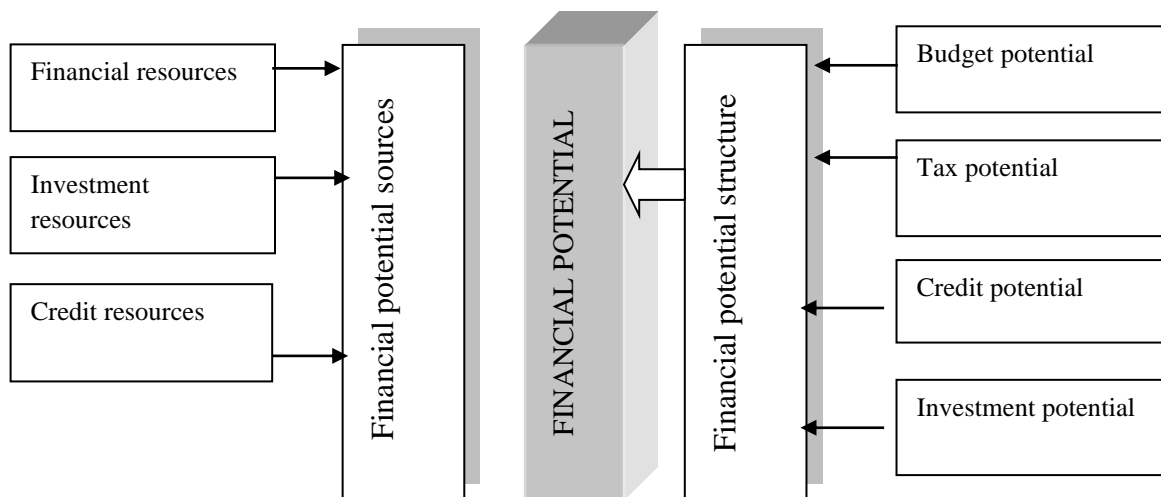 Financial resources
Investment
resources
Credit resources
Financial potential sources
FINANCIAL POTENTIAL
Financial potential structure
Budget potential
Tax potential
Credit potential
Investment potential